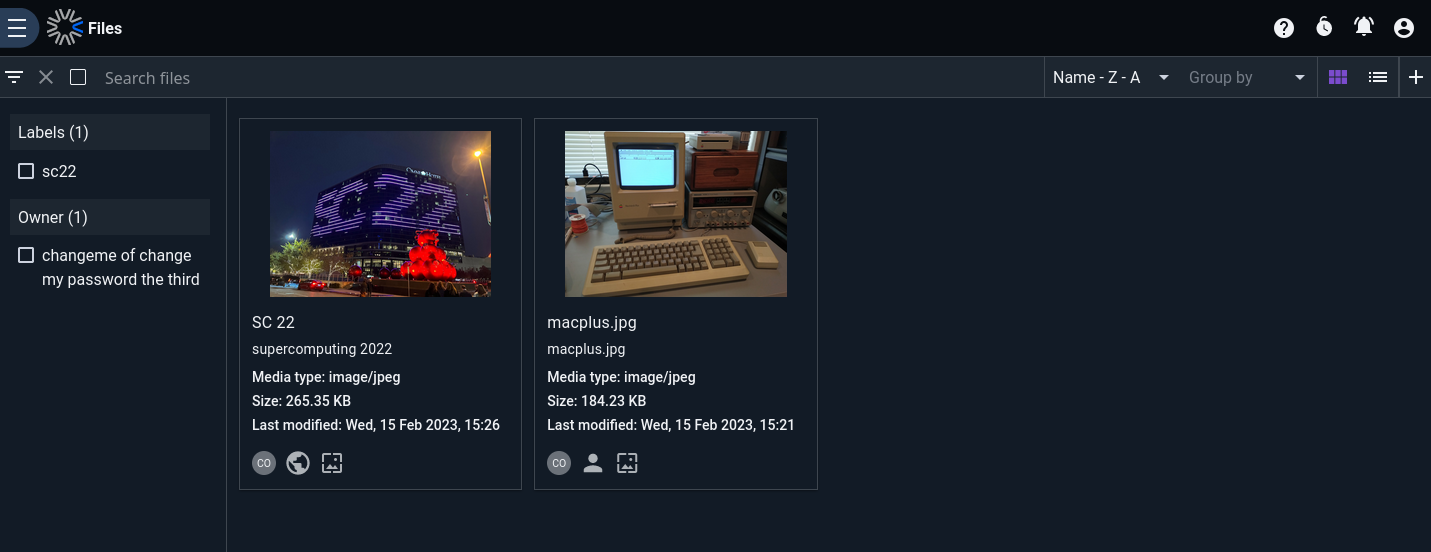 Files
Search files
Name - Z - A
Group by
Labels (1)
sc22
Owner (1)
changeme of change
my password the third
SC22
SC 22
supercomputing 2022
Media type: image/jpeg
Size: 265.35 KB
Last modified: Wed, 15 Feb 2023, 15:26
CO
macplus.jpg
macplus.jpg
Media type: image/jpeg
Size: 184.23 KB
Last modified: Wed, 15 Feb 2023, 15:21
CO